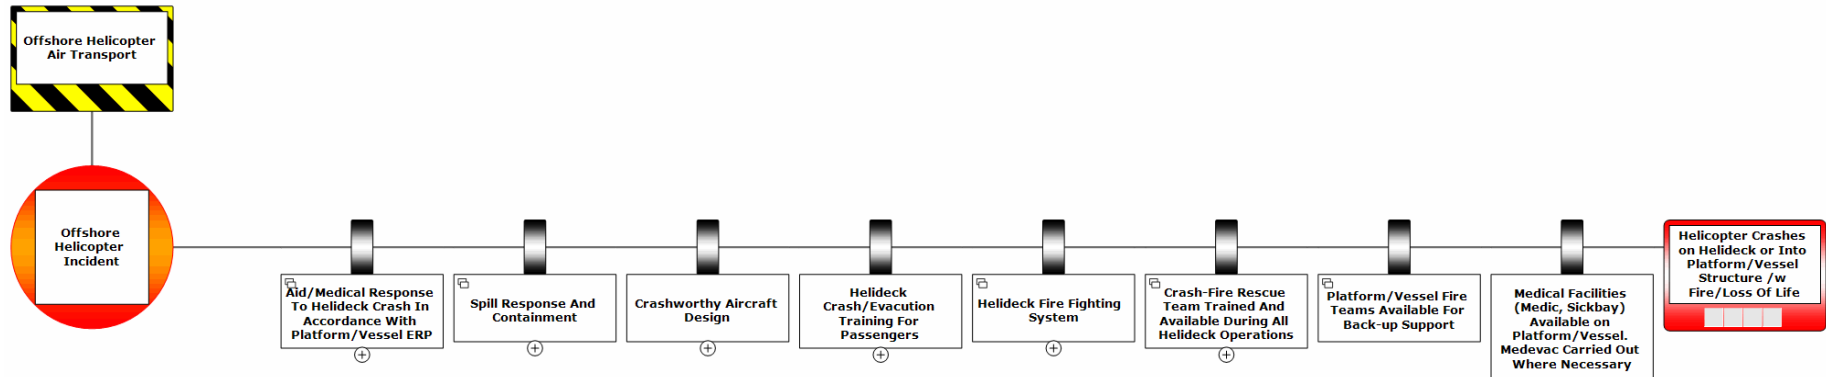 Offshore Helicopter
Air Transport
Offshore
Helicopter
Incident
Aid/Medical Response
To Helideck Crash In
Accordance With
Platform/Vessel ERP
Spill Response And
Containment
Crashworthy Aircraft
Design
Helideck
Crash/Evacution
Training For
Passengers
Helideck Fire Fighting
System
Crash-Fire Rescue
Team Trained And
Available During All
Helideck Operations
Platform/Vessel Fire
Teams Available For
Back-up Support
Medical Facilities
(Medic, Sickbay)
Available on
Platform/Vessel.
Medevac Carried Out
Where Necessary
Helicopter Crashes
on Helideck or Into
Platform/Vessel
Structure /w
Fire/Loss Of Life